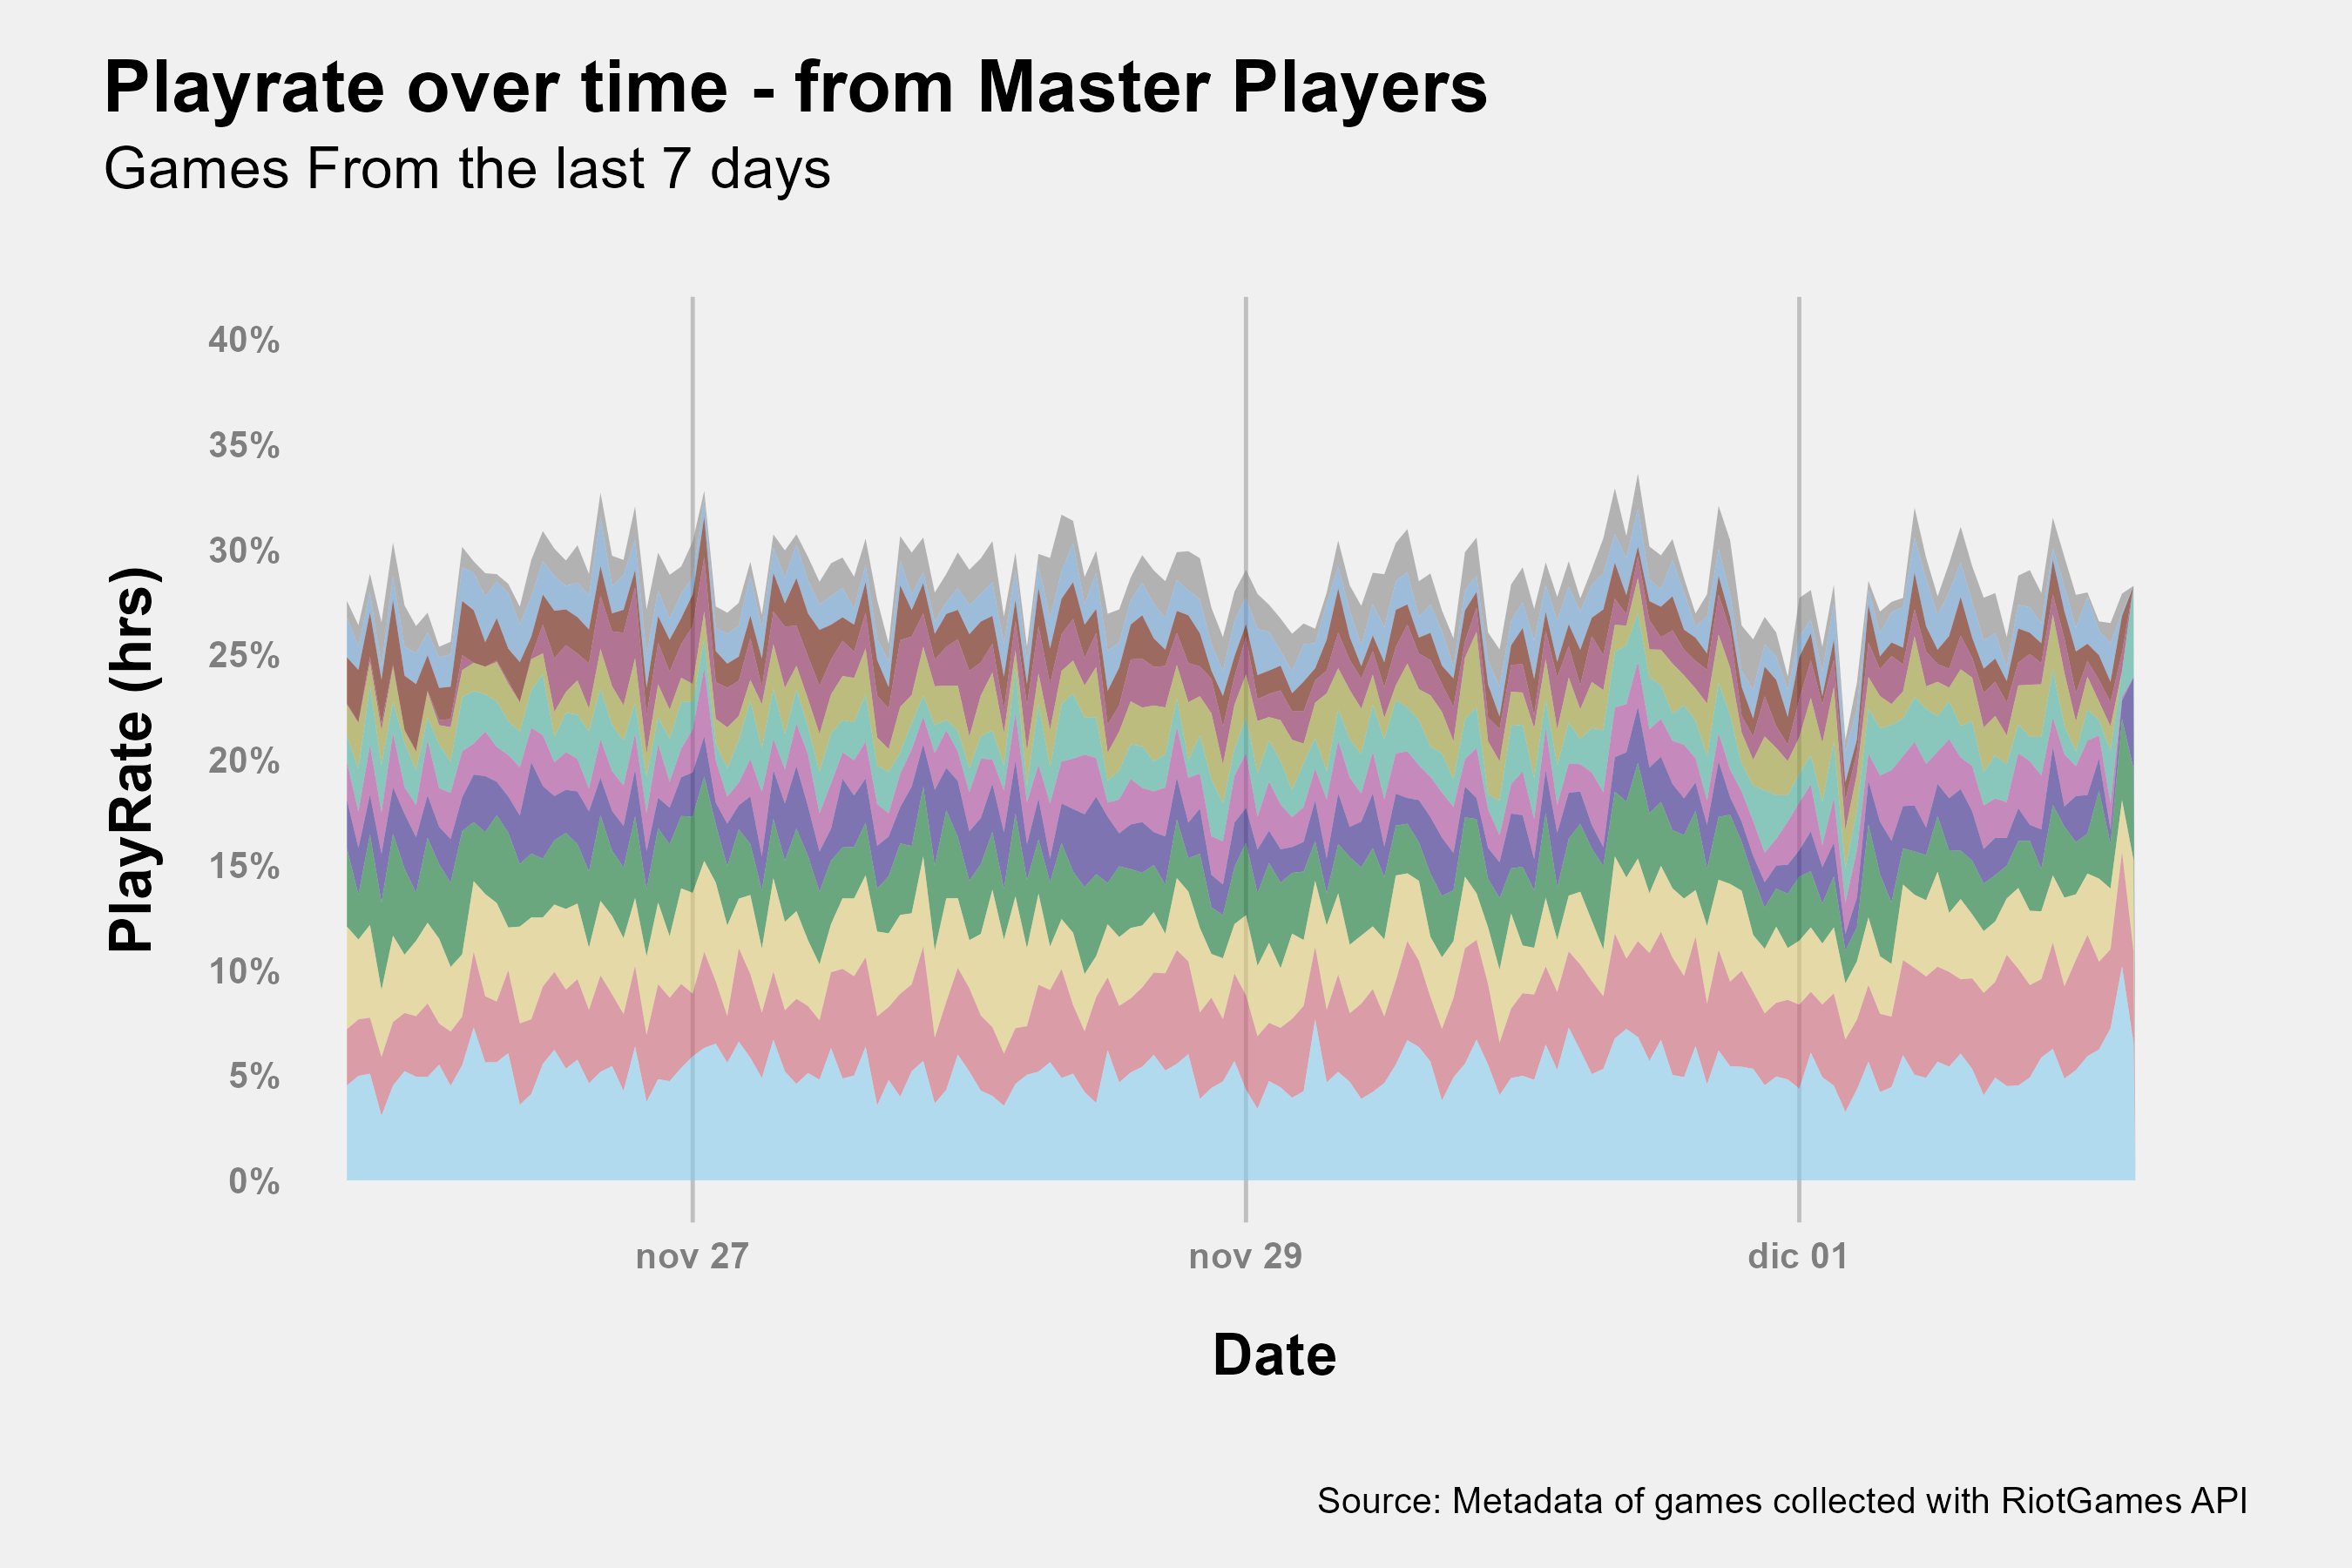 Playrate over time - from Master Players
Games From the last 7 days
PlayRate (hrs)
40%
35%
30%
25%
20%
15%
10%
5%
0%
nov 27
nov 29
dic 01
Date
Source: Metadata of games collected with RiotGames API